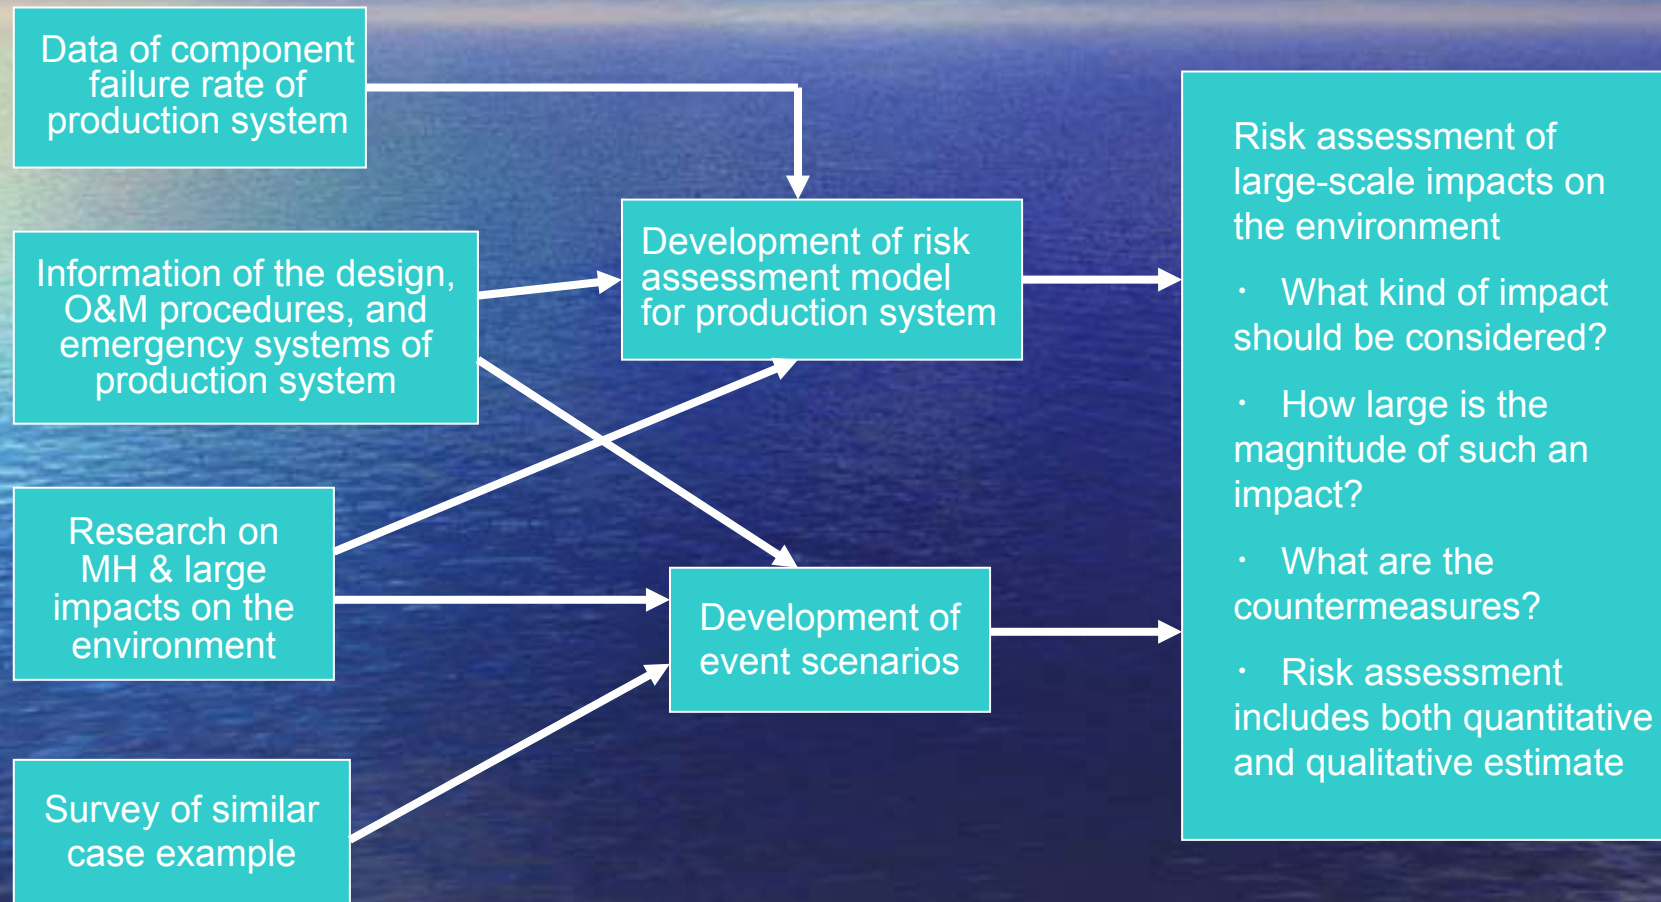 Data of component
failure rate of
production system
Information of the design,
O&M procedures, and
emergency systems of
production system
Research on
MH & large
impacts on the
environment
Survey of similar
case example
Development of risk
assessment model
for production system
Development of
event scenarios
Risk assessment of
large-scale impacts on
the environment
・ What kind of impact
should be considered?
・ How large is the
magnitude of such an
impact?
・ What are the
countermeasures?
・ Risk assessment
includes both quantitative
and qualitative estimate